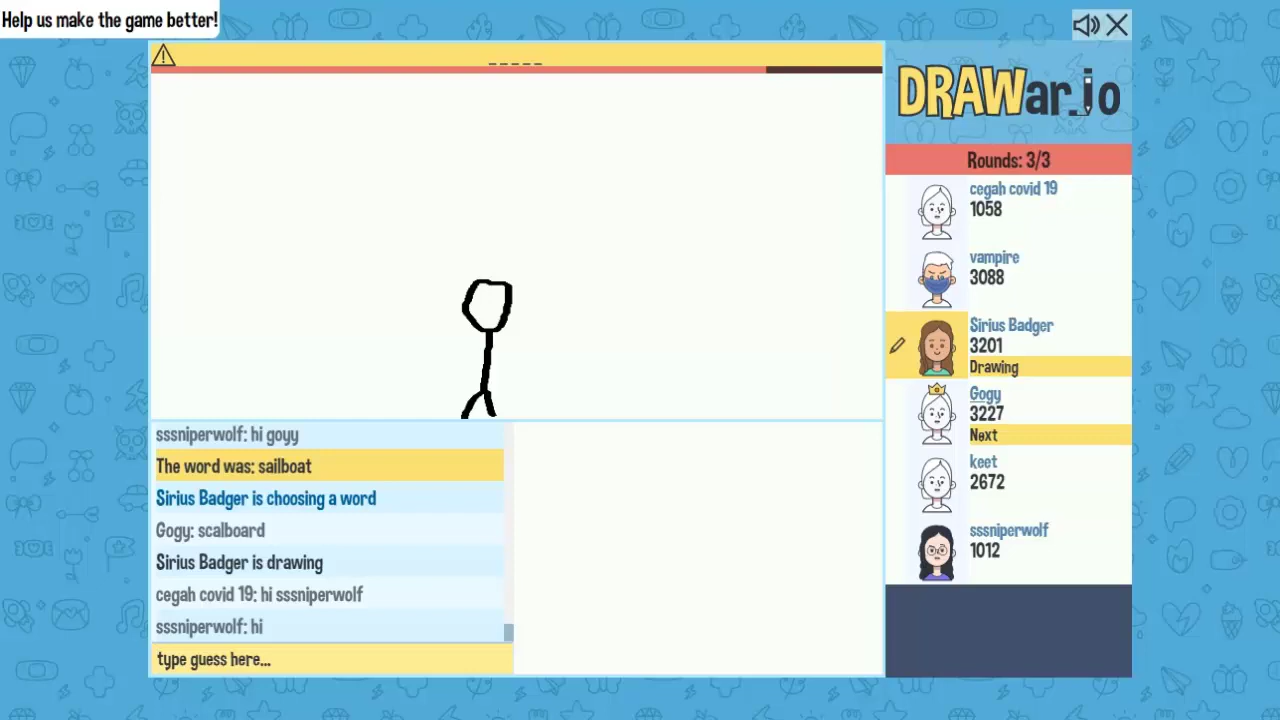 Help us make the game better!
_ _ _ _ _
DRAWar.io
Rounds: 3/3
cegah covid 19
1058
vampire
3088
Sirius Badger
3201
Drawing
Gogy
3227
Next
keet
2672
sssniperwolf
1012
sssniperwolf: hi goyy
The word was: sailboat
Sirius Badger is choosing a word
Gogy: scalboard
Sirius Badger is drawing
cegah covid 19: hi sssniperwolf
sssniperwolf: hi
type guess here...